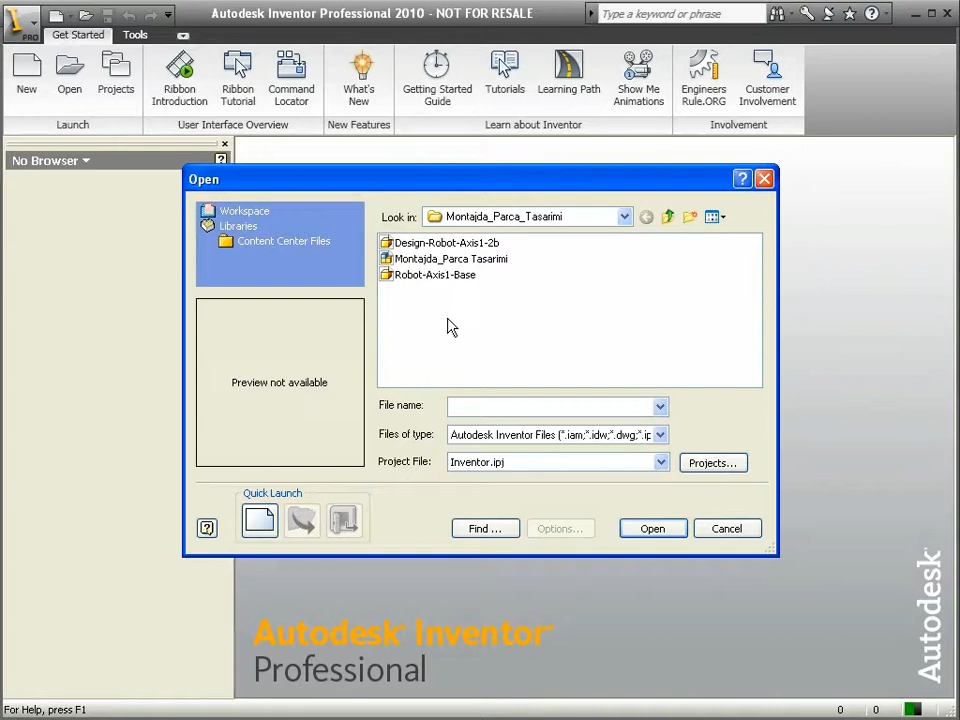 Autodesk Inventor Professional 2010 - NOT FOR RESALE
Type a keyword or phrase
PRO
Get Started
Tools
New
Open
Projects
Ribbon Introduction
Ribbon Tutorial
Command Locator
What's New
Getting Started Guide
Tutorials
Learning Path
Show Me Animations
Engineers Rule.ORG
Customer Involvement
Launch
User Interface Overview
New Features
Learn about Inventor
Involvement
No Browser
Open
Workspace
Libraries
Content Center Files
Look in:
Montajda_Parca_Tasarimi
Design-Robot-Axis1-2b
Montajda_Parca Tasarimi
Robot-Axis1-Base
Preview not available
File name:
Files of type:
Autodesk Inventor Files (*.iam;*.idw;*.dwg;*.ip
Project File:
Inventor.ipj
Projects...
Quick Launch
Find ...
Options...
Open
Cancel
Autodesk Inventor
Professional
Autodesk
For Help, press F1
0
0